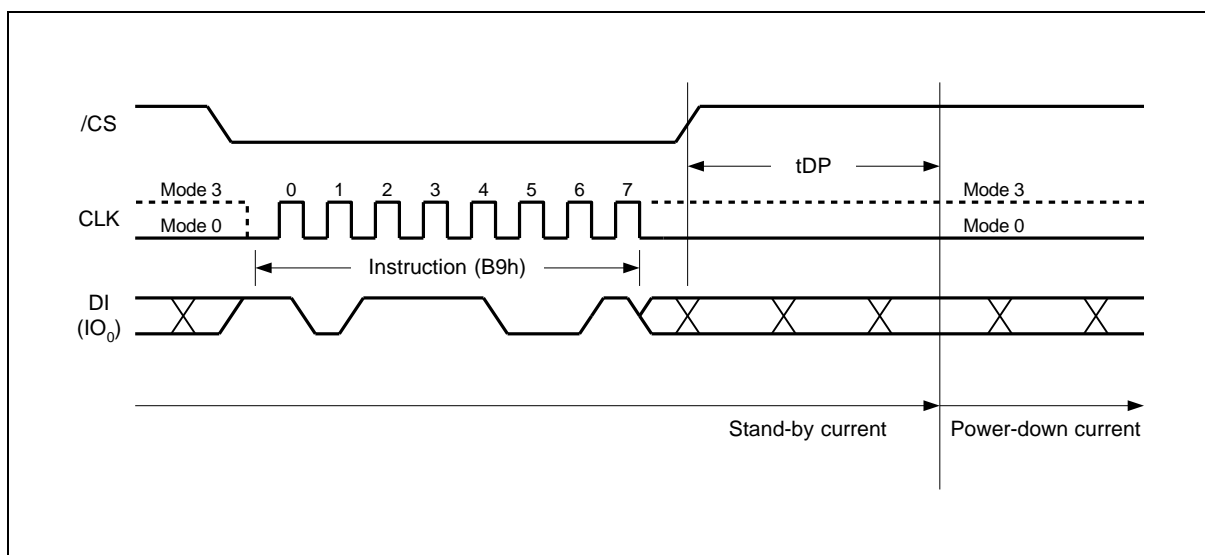 /CS
tDP
Mode 3 0 1 2 3 4 5 6 7 Mode 3
CLK
Mode 0 Mode 0
Instruction (B9h)
DI
(IO0)
Stand-by current Power-down current